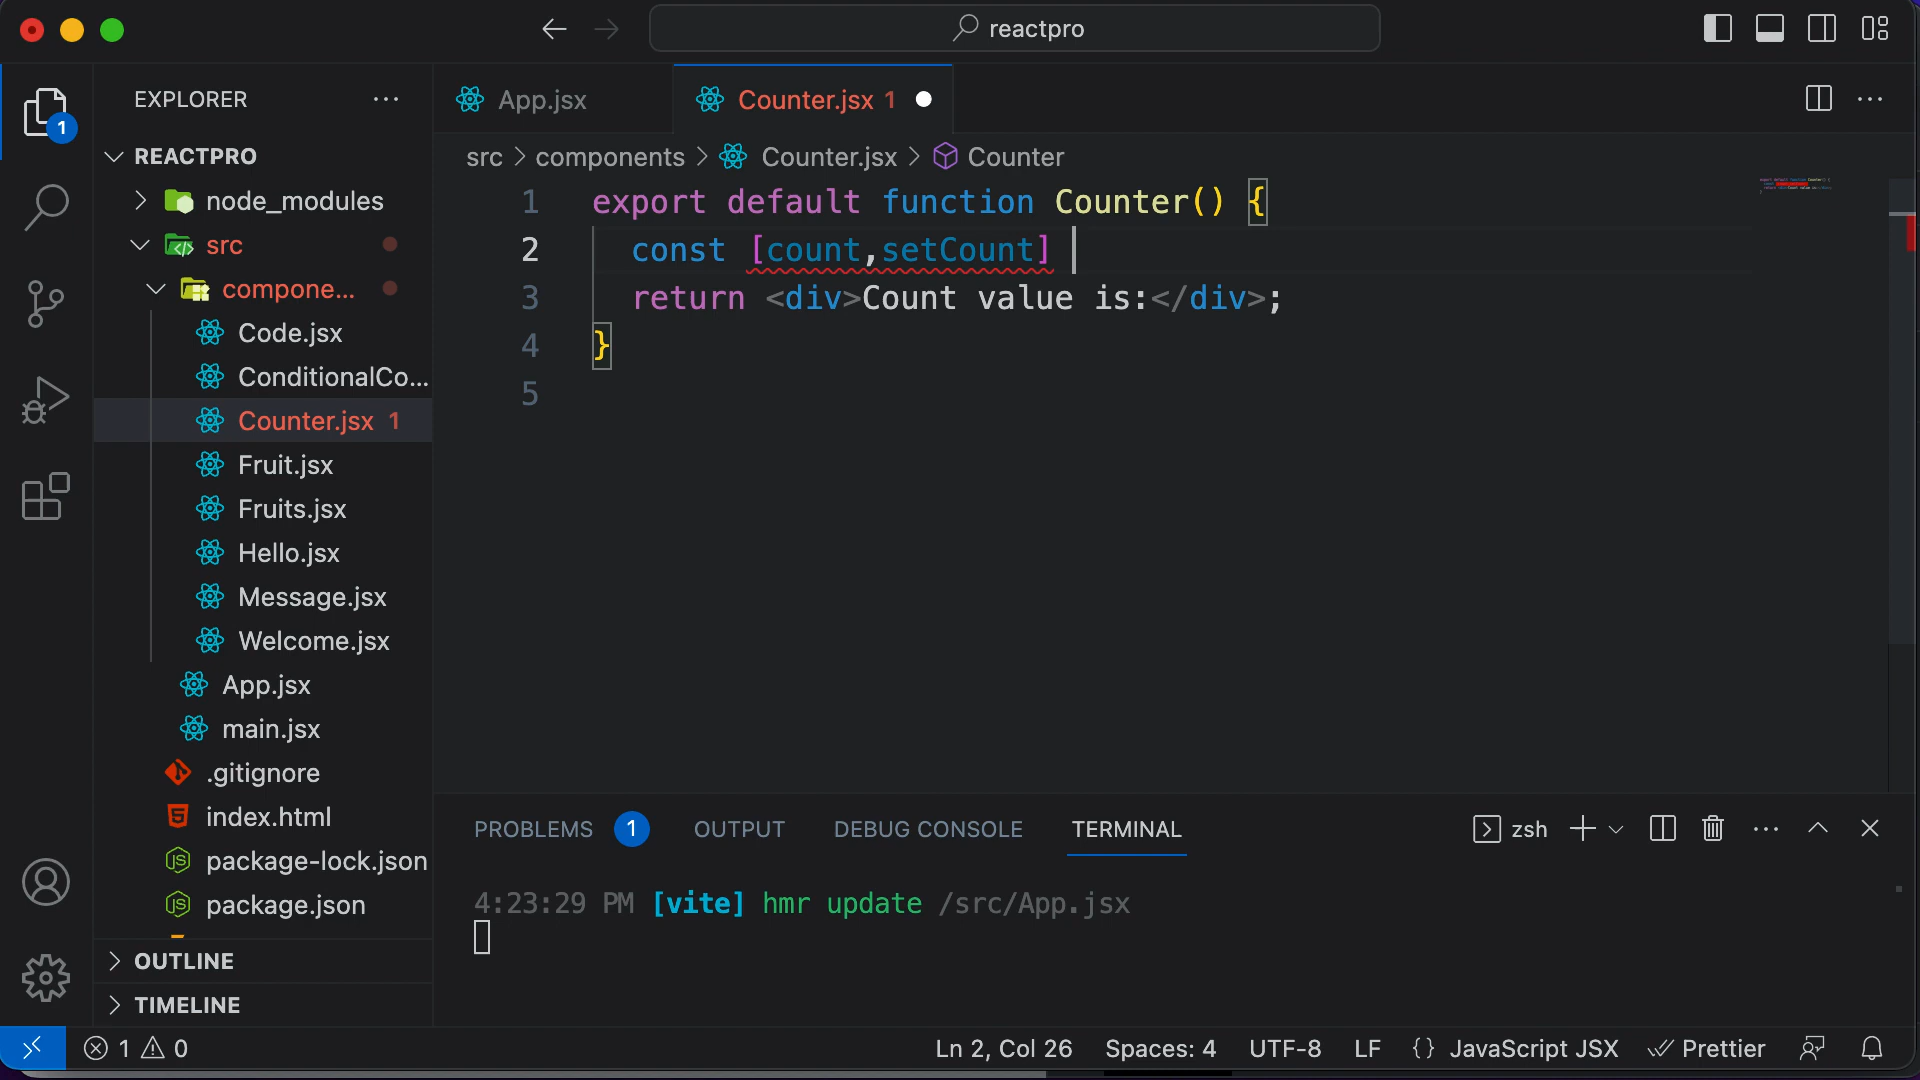 reactpro
EXPLORER
REACTPRO
node_modules
src
compone...
Code.jsx
ConditionalCo...
Counter.jsx 1
Fruit.jsx
Fruits.jsx
Hello.jsx
Message.jsx
Welcome.jsx
App.jsx
main.jsx
.gitignore
index.html
package-lock.json
package.json
OUTLINE
TIMELINE
1
App.jsx
Counter.jsx 1
src > components > Counter.jsx > Counter
1 export default function Counter() {
2 const [count,setCount]
3 return <div>Count value is:</div>;
4 }
5
PROBLEMS 1 OUTPUT DEBUG CONSOLE TERMINAL zsh
4:23:29 PM [vite] hmr update /src/App.jsx
1 0 Ln 2, Col 26 Spaces: 4 UTF-8 LF {} JavaScript JSX Prettier